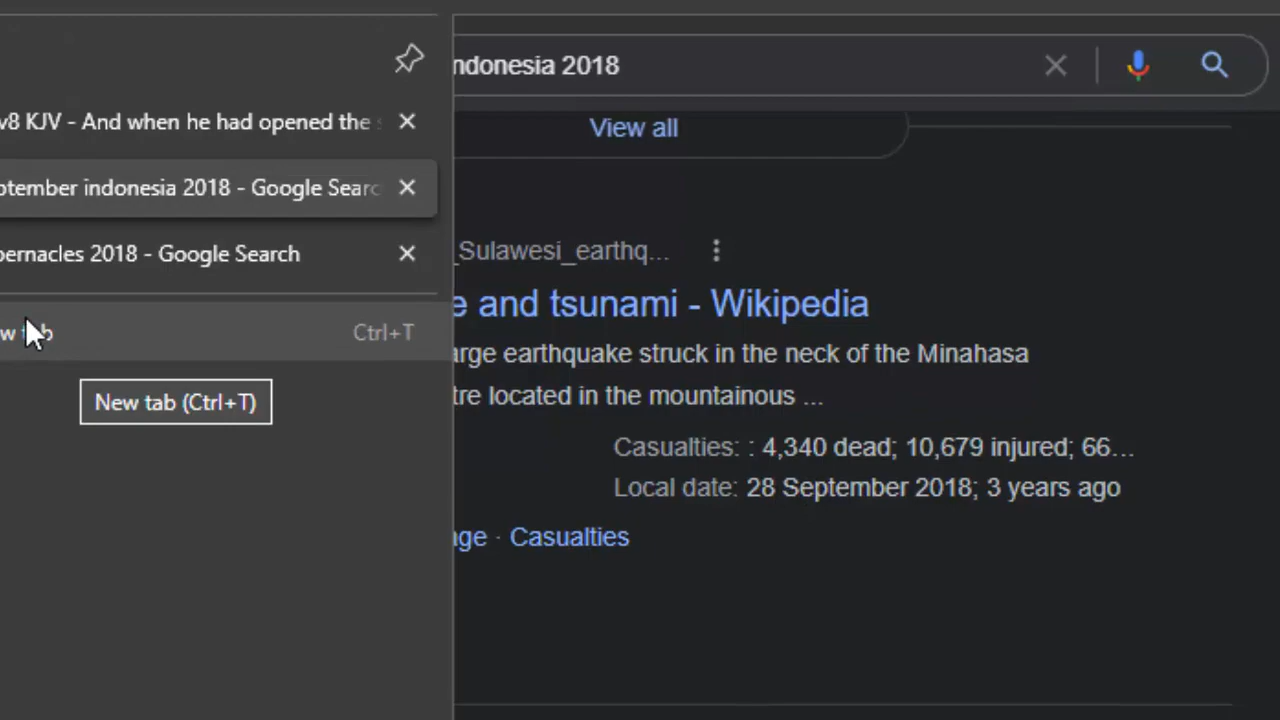 ndonesia 2018
View all
v8 KJV - And when he had opened the
ptember indonesia 2018 - Google Searc
bernacles 2018 - Google Search
w tab
Ctrl+T
New tab (Ctrl+T)
_Sulawesi_earthq...
e and tsunami - Wikipedia
arge earthquake struck in the neck of the Minahasa
tre located in the mountainous ...
Casualties: : 4,340 dead; 10,679 injured; 66...
Local date: 28 September 2018; 3 years ago
age · Casualties